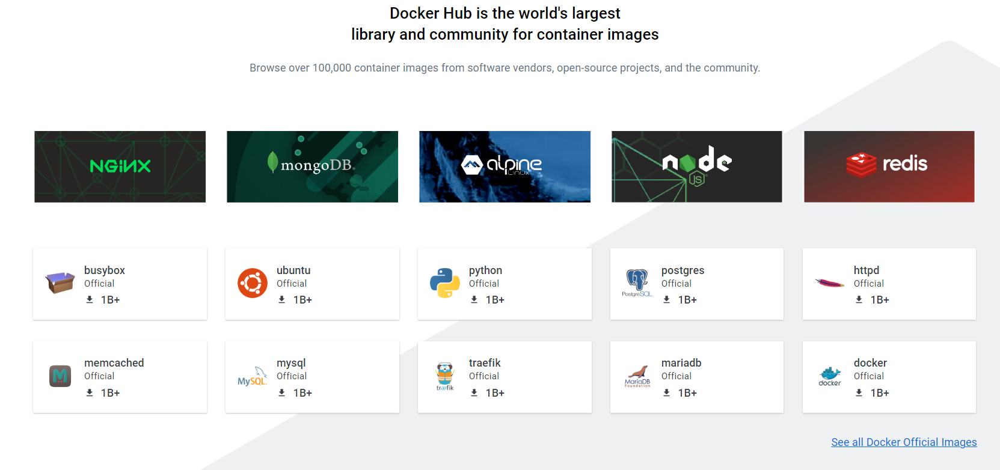 Docker Hub is the world's largest
library and community for container images
Browse over 100,000 container images from software vendors, open-source projects, and the community.
NGINX
mongoDB®
alpine
Linux
node
JS
redis
busybox
Official
1B+
ubuntu
Official
1B+
python
Official
1B+
PostgreSQL
postgres
Official
1B+
httpd
Official
1B+
M
memcached
Official
1B+
MySQL
mysql
Official
1B+
træfik
traefik
Official
1B+
MariaDB
Foundation
mariadb
Official
1B+
docker
docker
Official
1B+
See all Docker Official Images